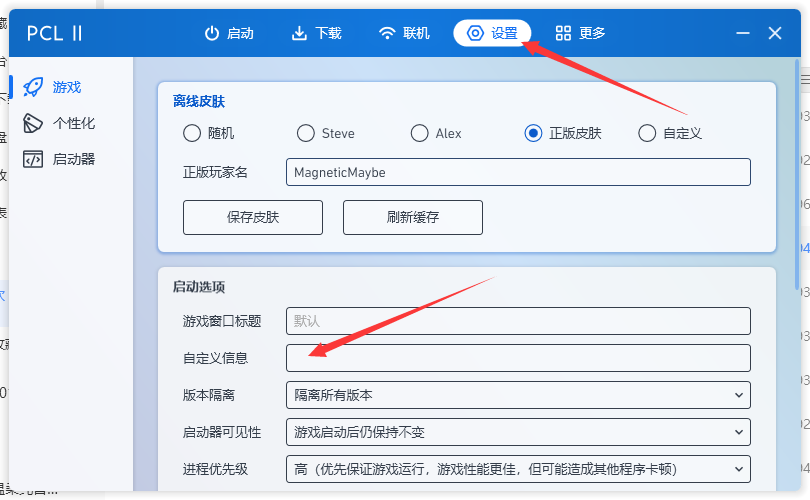 PCL II 启动 下载 联机 设置 更多
游戏
个性化
启动器
离线皮肤
随机 Steve Alex 正版皮肤 自定义
正版玩家名 MagneticMaybe
保存皮肤 刷新缓存
启动选项
游戏窗口标题 默认
自定义信息
版本隔离 隔离所有版本
启动器可见性 游戏启动后仍保持不变
进程优先级 高（优先保证游戏运行，游戏性能更佳，但可能造成其他程序卡顿）